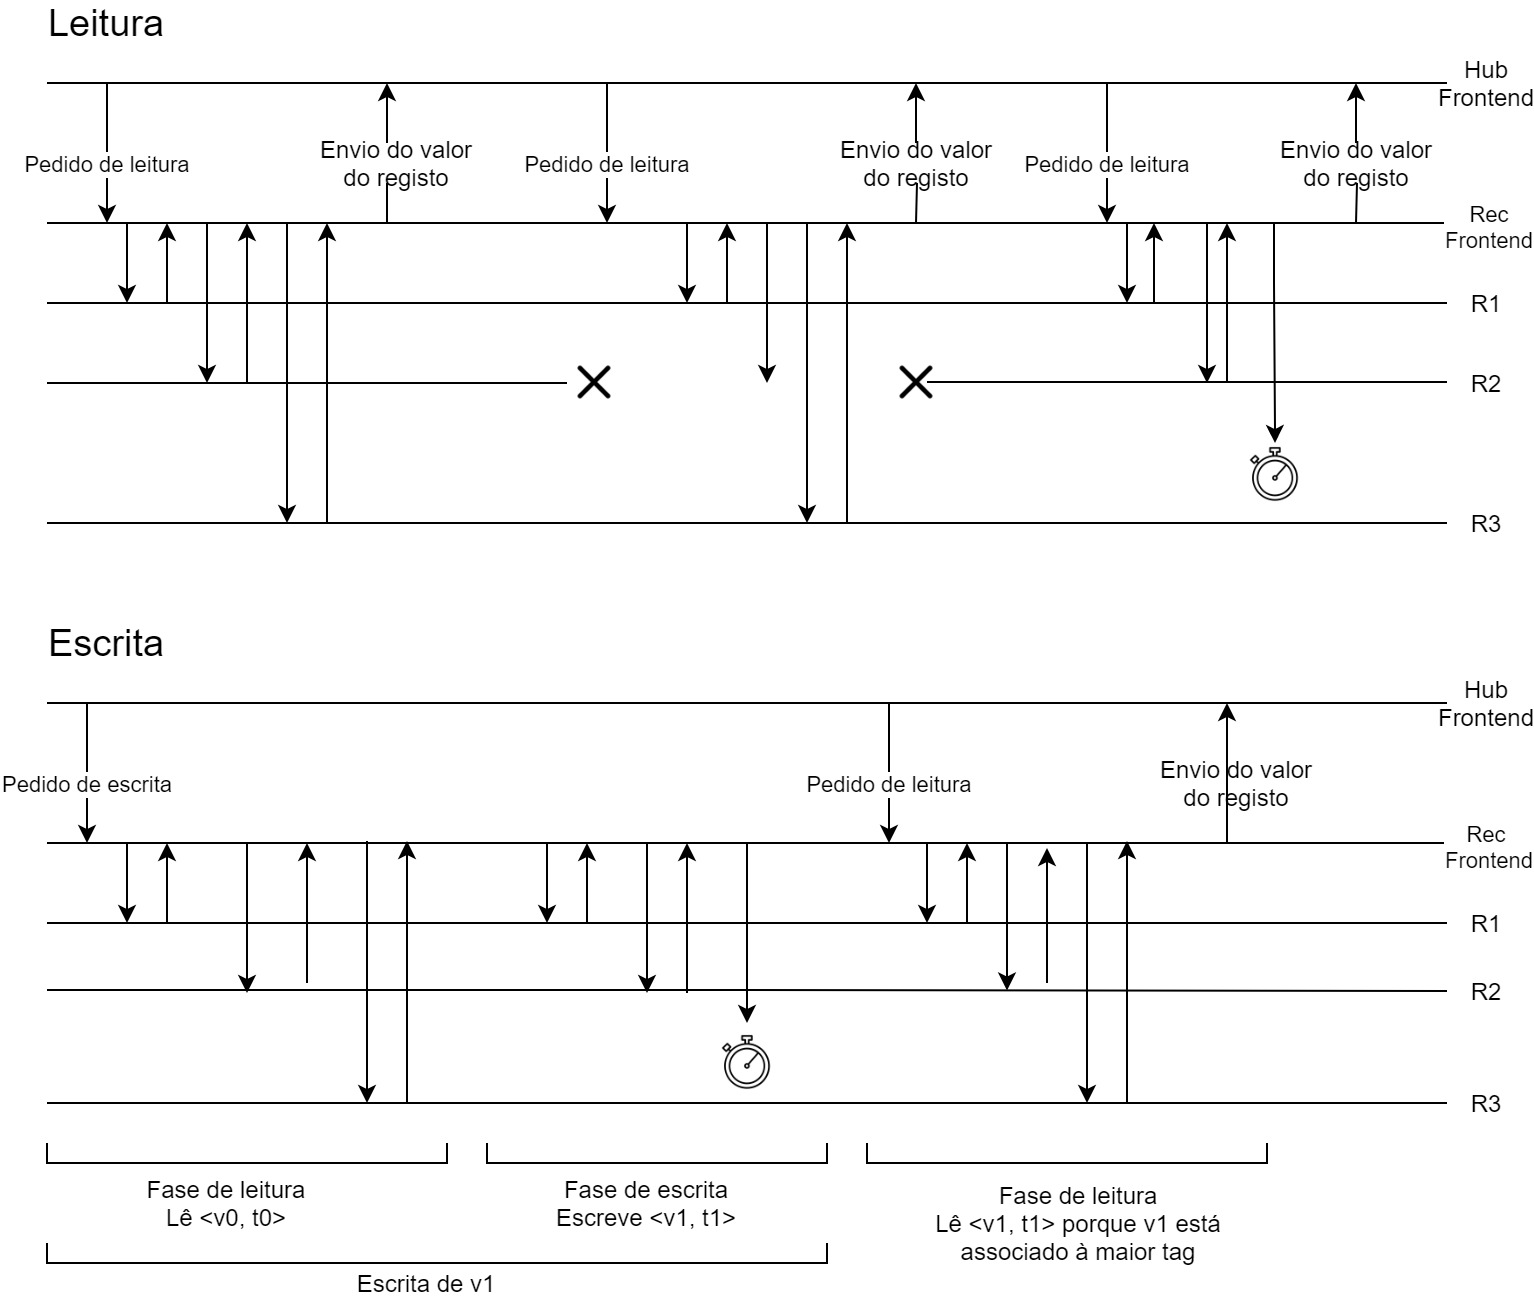 Leitura
Hub
Frontend
Pedido de leitura
Envio do valor
do registo
Pedido de leitura
Envio do valor
do registo
Pedido de leitura
Envio do valor
do registo
Rec
Frontend
R1
R2
R3
Escrita
Hub
Frontend
Pedido de escrita
Pedido de leitura
Envio do valor
do registo
Rec
Frontend
R1
R2
R3
Fase de leitura
Lê <v0, t0>
Fase de escrita
Escreve <v1, t1>
Fase de leitura
Lê <v1, t1> porque v1 está
associado à maior tag
Escrita de v1